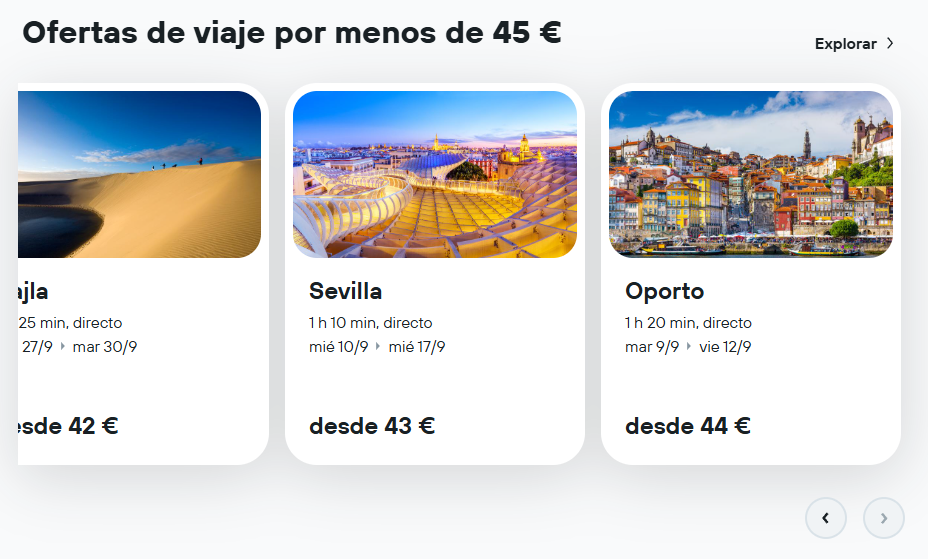 Ofertas de viaje por menos de 45 €
Explorar
ajla
25 min, directo
27/9 mar 30/9
esde 42 €
Sevilla
1 h 10 min, directo
mié 10/9 mié 17/9
desde 43 €
Oporto
1 h 20 min, directo
mar 9/9 vie 12/9
desde 44 €